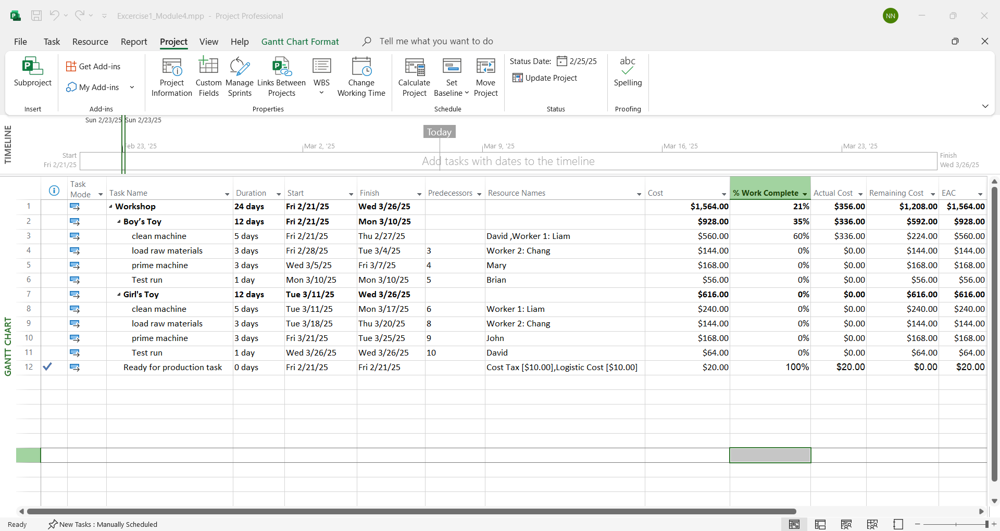 Excercise1_Module4.mpp - Project Professional
NN
File Task Resource Report Project View Help Gantt Chart Format Tell me what you want to do
Subproject
Insert
Get Add-ins
My Add-ins
Add-ins
Project Information
Custom Fields
Manage Sprints
Links Between Projects
WBS
Change Working Time
Properties
Calculate Project
Set Baseline
Move Project
Schedule
Status Date: 2/25/25
Update Project
Status
abc
Spelling
Proofing
TIMELINE
Sun 2/23/25 Sun 2/23/25
Today
Feb 23, '25 Mar 2, '25 Mar 9, '25 Mar 16, '25 Mar 23, '25
Start
Fri 2/21/25
Add tasks with dates to the timeline
Finish
Wed 3/26/25
GANTT CHART
Task Mode Task Name Duration Start Finish Predecessors Resource Names Cost % Work Complete Actual Cost Remaining Cost EAC
1 Workshop 24 days Fri 2/21/25 Wed 3/26/25 $1,564.00 21% $356.00 $1,208.00 $1,564.00
2 Boy’s Toy 12 days Fri 2/21/25 Mon 3/10/25 $928.00 35% $336.00 $592.00 $928.00
3 clean machine 5 days Fri 2/21/25 Thu 2/27/25 David ,Worker 1: Liam $560.00 60% $336.00 $224.00 $560.00
4 load raw materials 3 days Fri 2/28/25 Tue 3/4/25 3 Worker 2: Chang $144.00 0% $0.00 $144.00 $144.00
5 prime machine 3 days Wed 3/5/25 Fri 3/7/25 4 Mary $168.00 0% $0.00 $168.00 $168.00
6 Test run 1 day Mon 3/10/25 Mon 3/10/25 5 Brian $56.00 0% $0.00 $56.00 $56.00
7 Girl's Toy 12 days Tue 3/11/25 Wed 3/26/25 $616.00 0% $0.00 $616.00 $616.00
8 clean machine 5 days Tue 3/11/25 Mon 3/17/25 6 Worker 1: Liam $240.00 0% $0.00 $240.00 $240.00
9 load raw materials 3 days Tue 3/18/25 Thu 3/20/25 8 Worker 2: Chang $144.00 0% $0.00 $144.00 $144.00
10 prime machine 3 days Fri 3/21/25 Tue 3/25/25 9 John $168.00 0% $0.00 $168.00 $168.00
11 Test run 1 day Wed 3/26/25 Wed 3/26/25 10 David $64.00 0% $0.00 $64.00 $64.00
12 Ready for production task 0 days Fri 2/21/25 Fri 2/21/25 Cost Tax [$10.00],Logistic Cost [$10.00] $20.00 100% $20.00 $0.00 $20.00
Ready New Tasks : Manually Scheduled